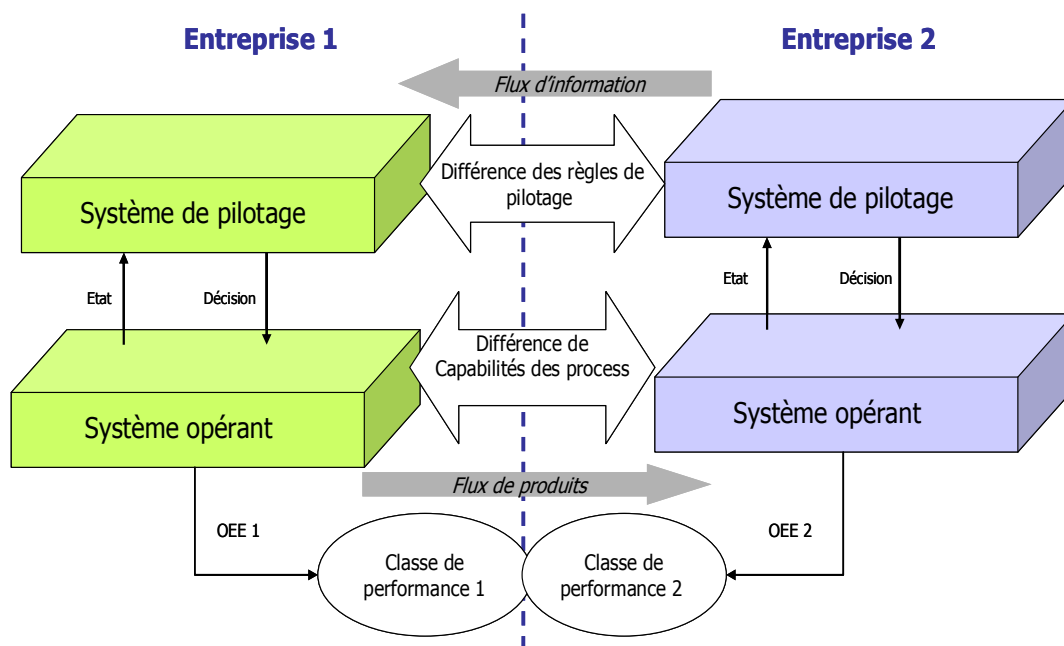 Entreprise 1
Entreprise 2
Flux d'information
Différence des règles de
pilotage
Système de pilotage
Système de pilotage
Etat
Décision
Etat
Décision
Différence de
Capabilités des process
Système opérant
Système opérant
Flux de produits
OEE 1
OEE 2
Classe de
performance 1
Classe de
performance 2